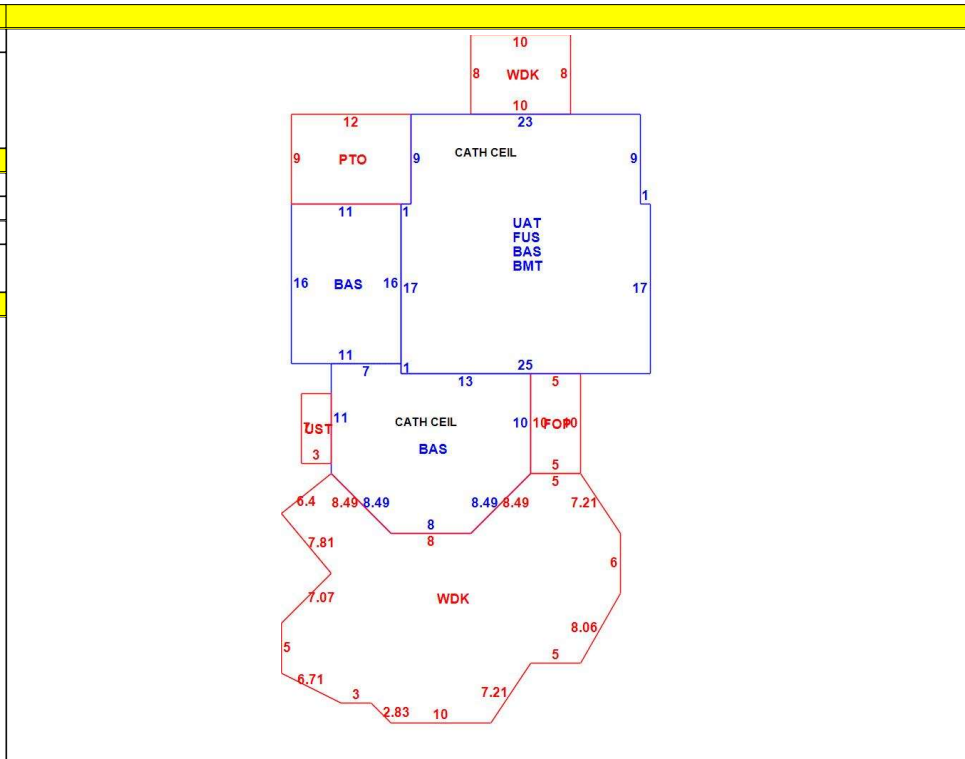 10
8 WDK 8
10
12
23
9 PTO 9
CATH CEIL
9
1
11
1
UAT
FUS
BAS
BMT
16 BAS 16 17
17
11
7
1
25
13
5
11
CATH CEIL
BAS
10 10 FOP 10
UST
7
3
5
5
6.4 8.49 8.49
8.49 8.49
7.21
8
8
7.81
6
7.07
WDK
8.06
5
5
6.71
3
7.21
2.83 10